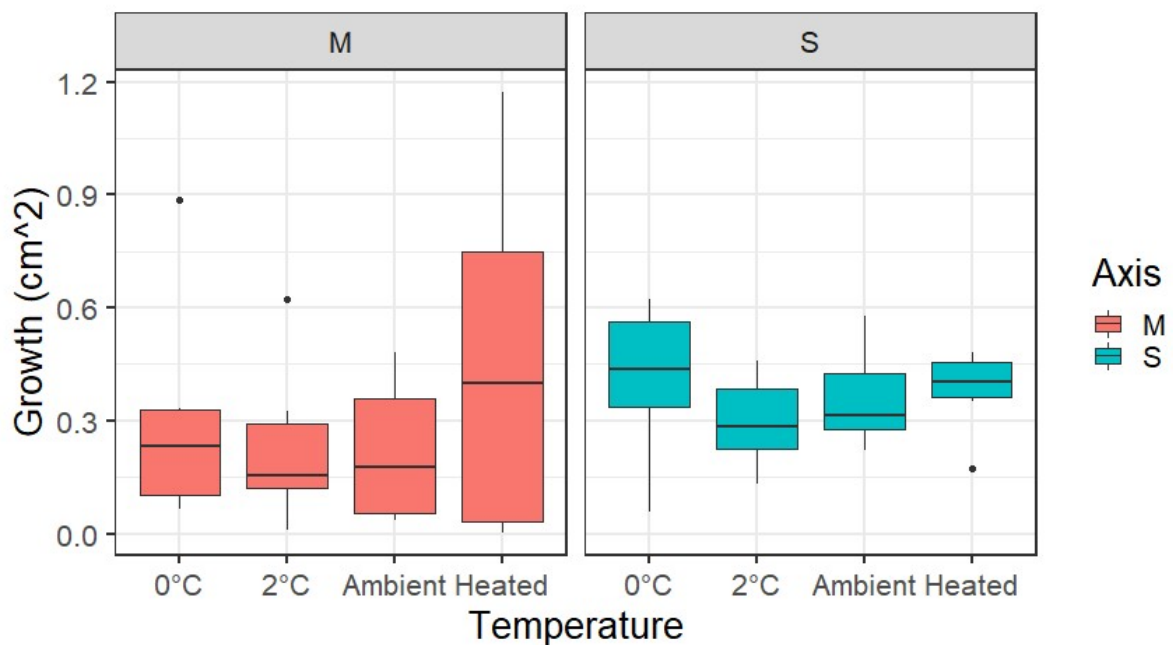 M
S
Growth (cm^2)
1.2
0.9
0.6
0.3
0.0
0°C 2°C Ambient Heated
0°C 2°C Ambient Heated
Temperature
Axis
M
S